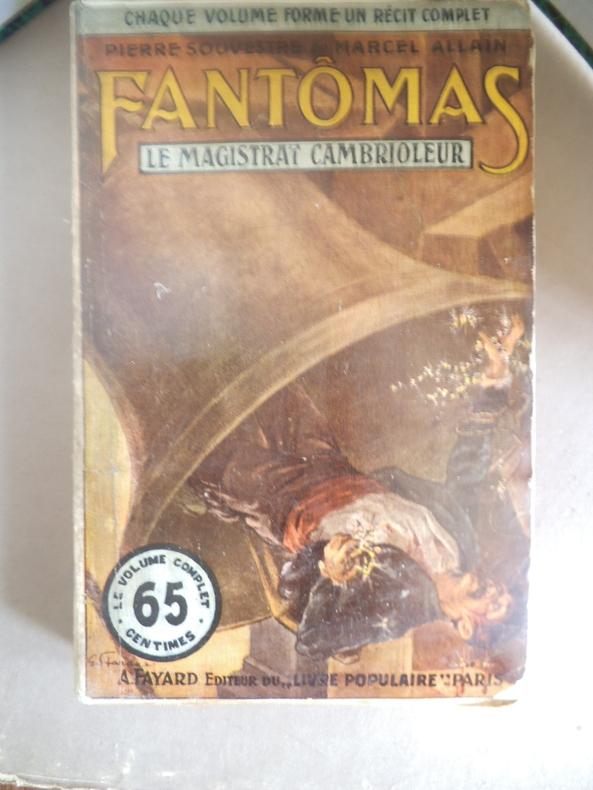 CHAQUE VOLUME FORME UN RÉCIT COMPLET
PIERRE SOUVESTRE MARCEL ALLAIN
FANTÔMAS
LE MAGISTRAT CAMBRIOLEUR
LE VOLUME COMPLET
65
CENTIMES
A. FAYARD EDITEUR DU „LIVRE POPULAIRE" PARIS